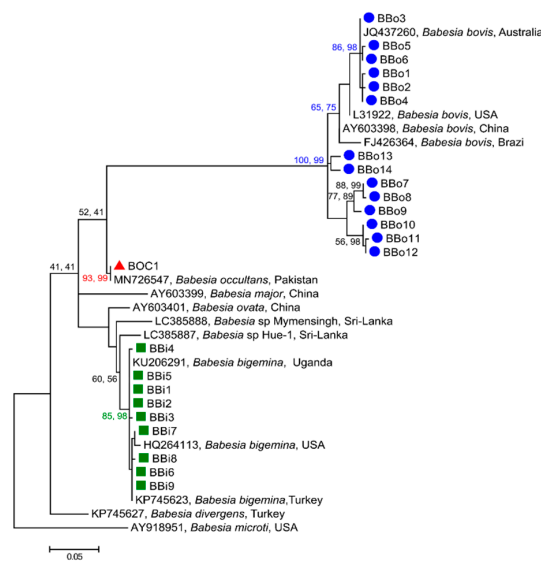 BBo3
JQ437260, Babesia bovis, Australia
86, 98
BBo5
BBo6
BBo1
BBo2
BBo4
65, 75
L31922, Babesia bovis, USA
AY603398, Babesia bovis, China
FJ426364, Babesia bovis, Brazi
100, 99
BBo13
BBo14
88, 99
BBo7
77, 89
BBo8
BBo9
BBo10
56, 98
BBo11
BBo12
52, 41
41, 41
BOC1
93, 99
MN726547, Babesia occultans, Pakistan
AY603399, Babesia major, China
AY603401, Babesia ovata, China
LC385888, Babesia sp Mymensingh, Sri-Lanka
LC385887, Babesia sp Hue-1, Sri-Lanka
BBi4
KU206291, Babesia bigemina, Uganda
60, 56
BBi5
BBi1
BBi2
85, 98
BBi3
BBi7
HQ264113, Babesia bigemina, USA
BBi8
BBi6
BBi9
KP745623, Babesia bigemina,Turkey
KP745627, Babesia divergens, Turkey
AY918951, Babesia microti, USA
0.05